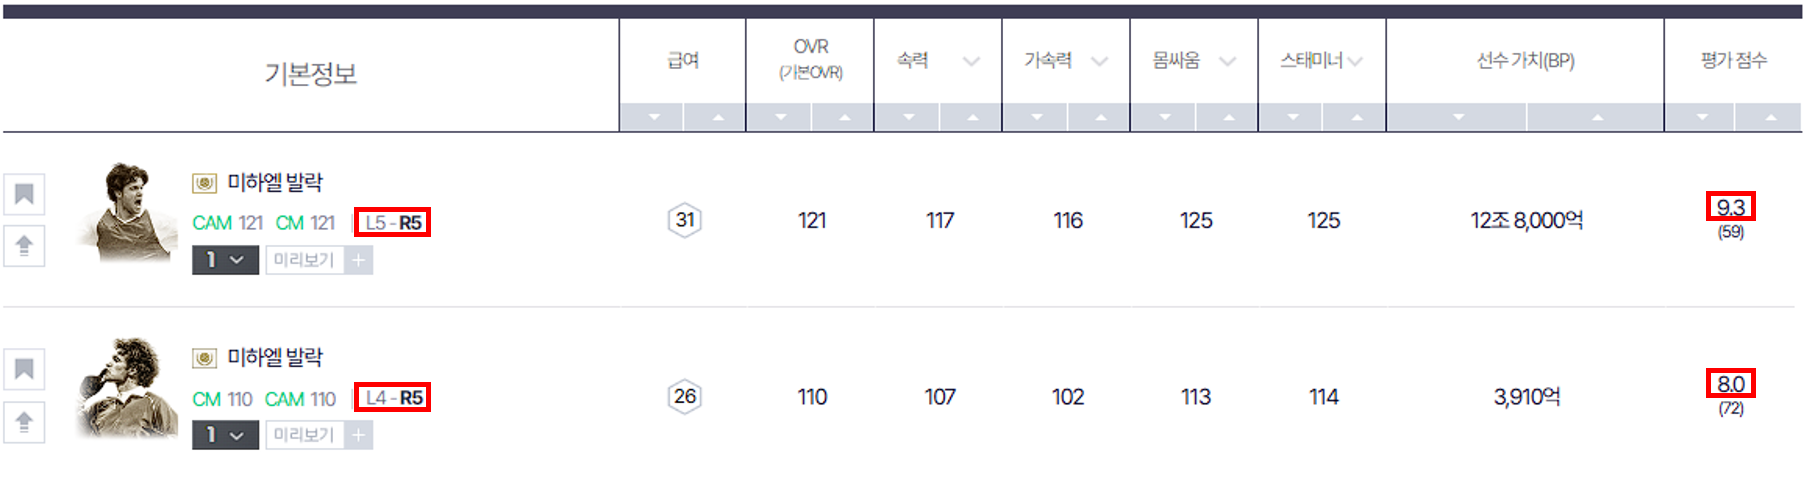 기본정보 급여 OVR (기본OVR) 속력 가속력 몸싸움 스태미너 선수 가치(BP) 평가 점수
미하엘 발락
CAM 121 CM 121 L5 - R5 31 121 117 116 125 125 12조 8,000억 9.3
(59)
1 미리보기 +
미하엘 발락
CM 110 CAM 110 L4 - R5 26 110 107 102 113 114 3,910억 8.0
(72)
1 미리보기 +